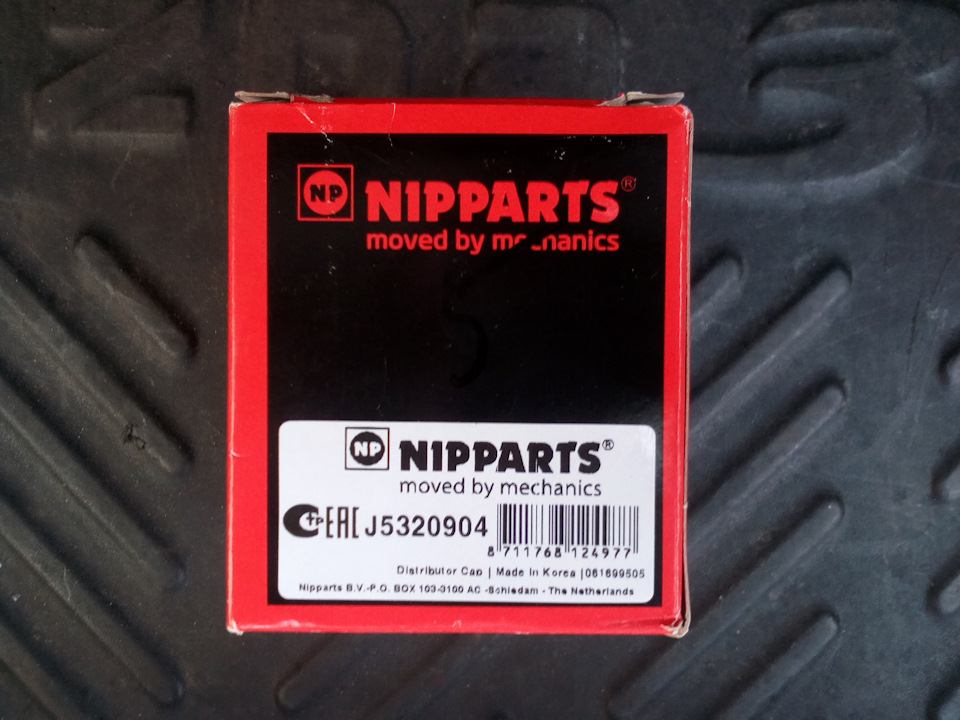 NP NIPPARTS®
moved by mechanics
NP NIPPARTS®
moved by mechanics
EAC J5320904
8 711768 124977
Distributor Cap | Made In Korea | 061699505
Nipparts B.V.-P.O. BOX 103-3100 AC -Schiedam - The Netherlands